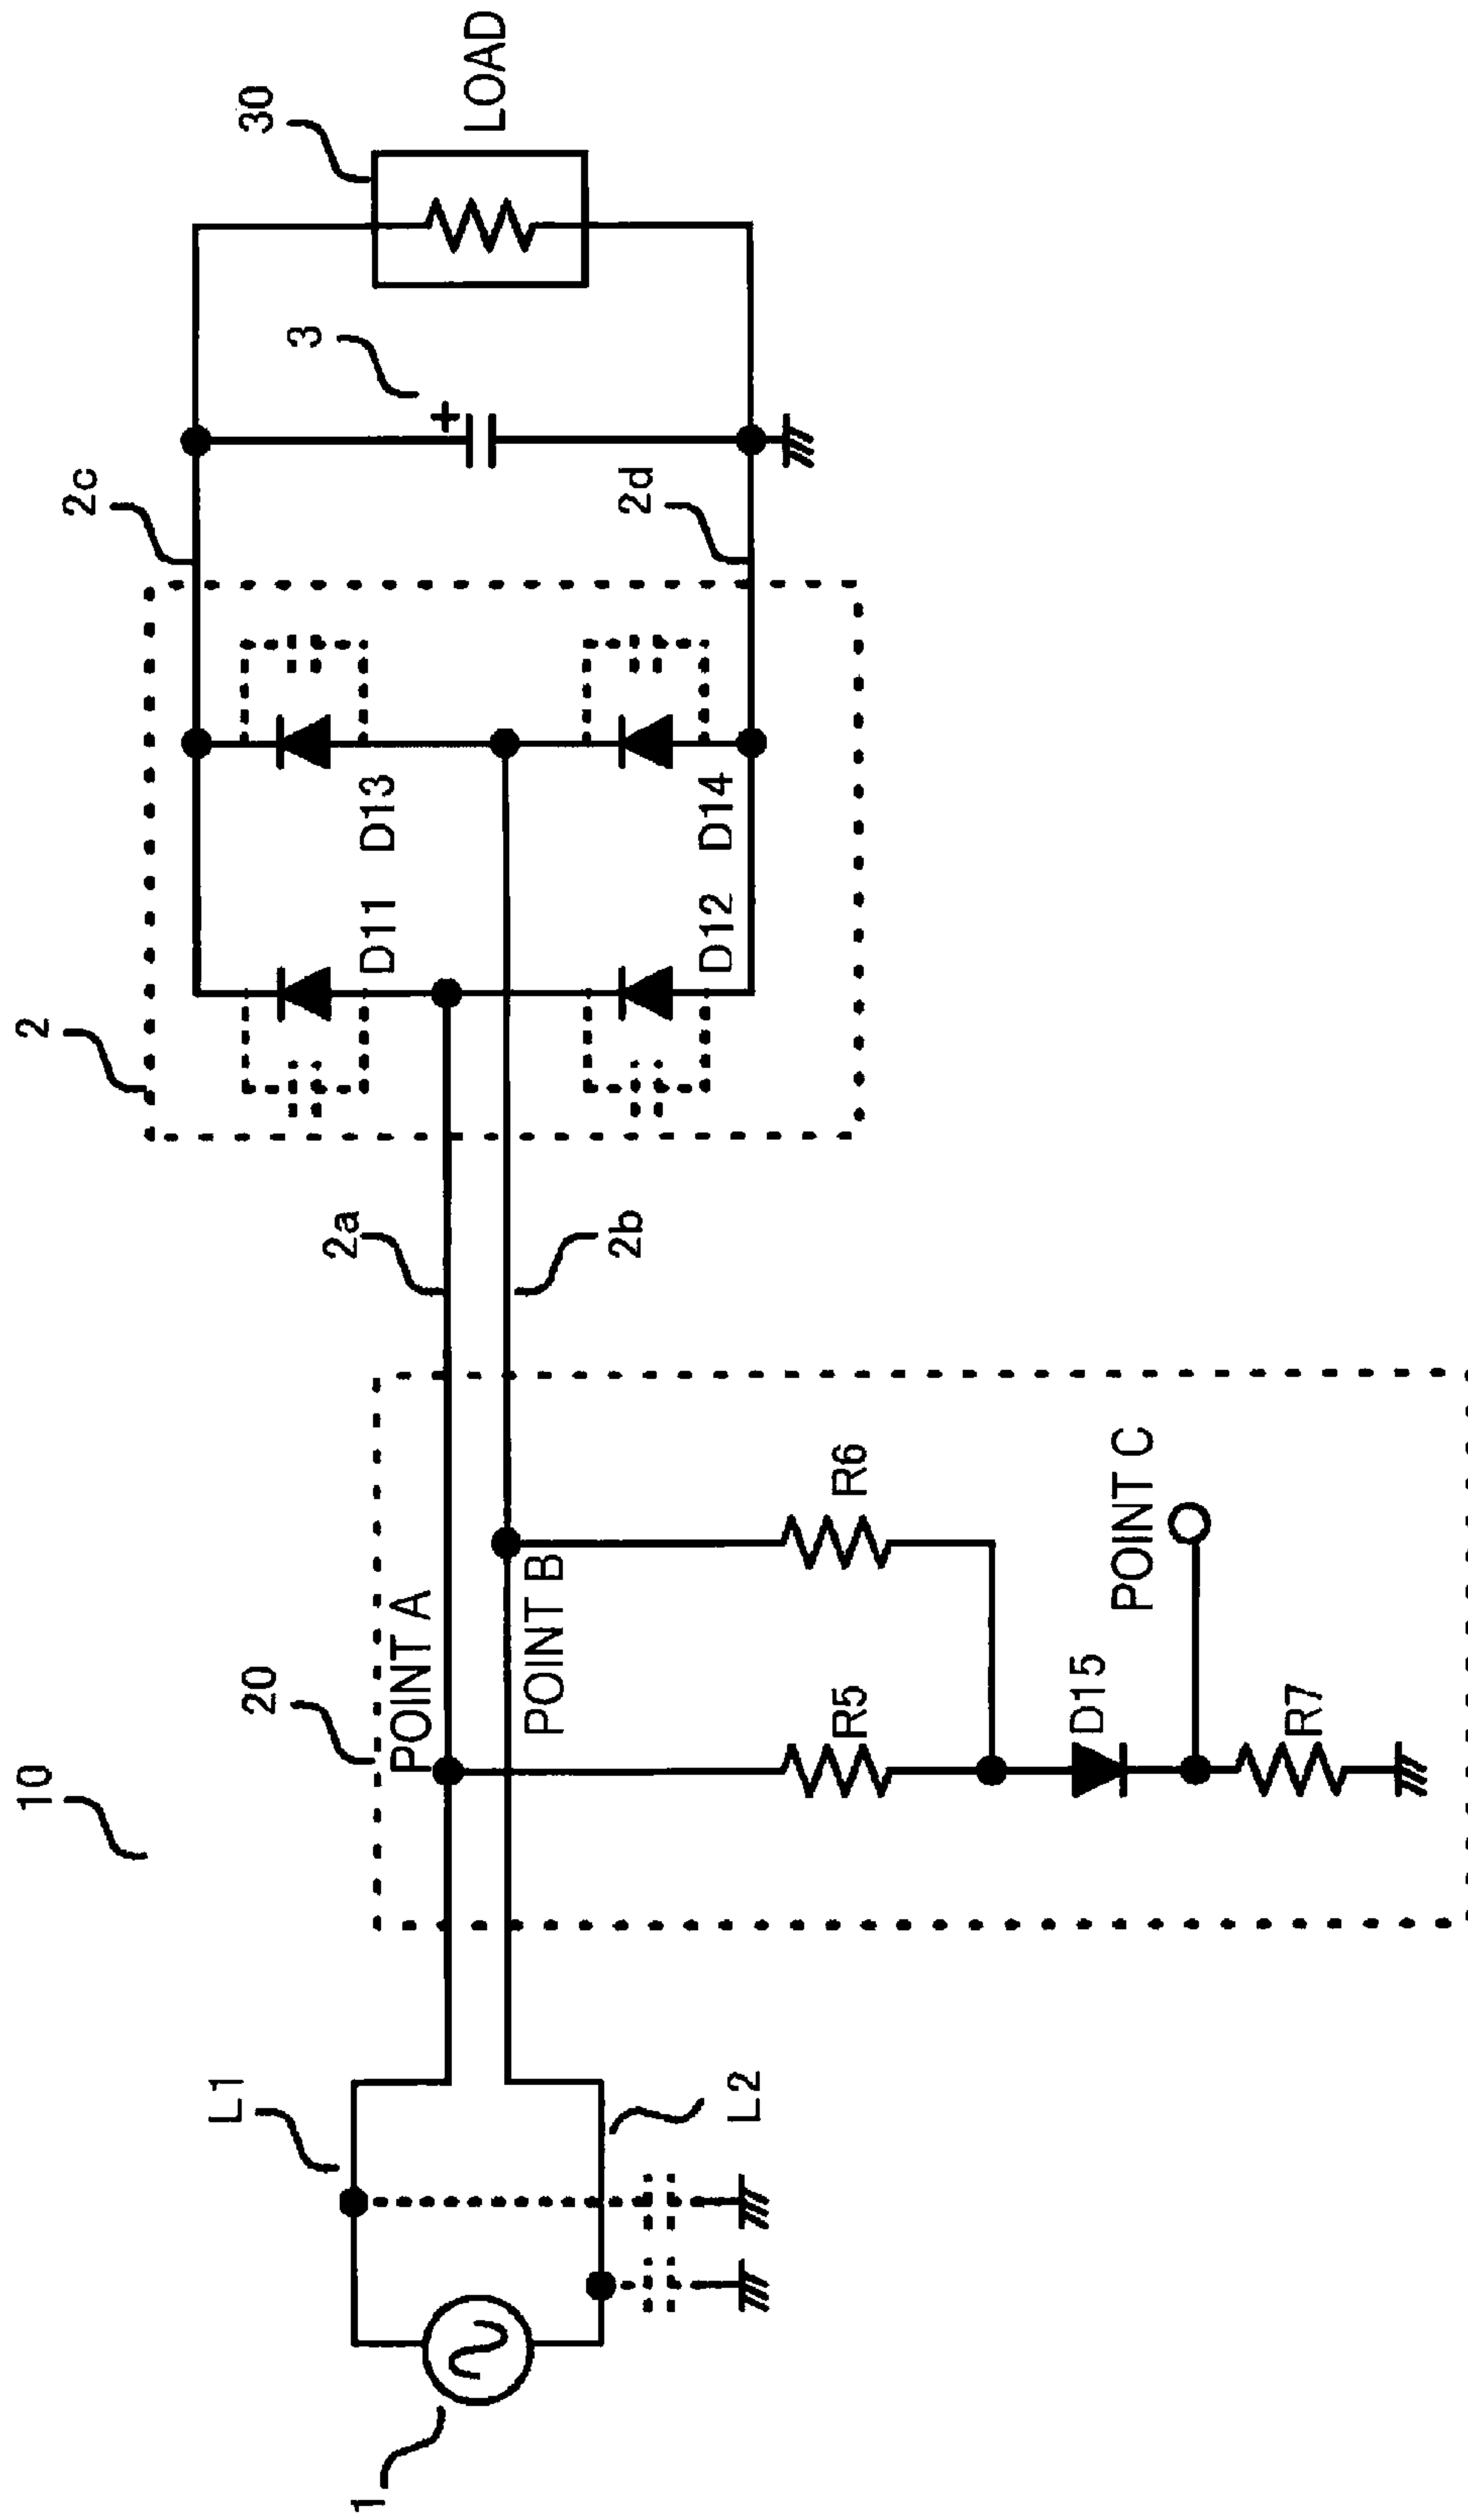 10
1
L1
L2
20
POINT A
POINT B
R5
R6
D15
POINT C
R7
2a
2b
2
D11
D13
D12
D14
2c
2d
3
+
30
LOAD